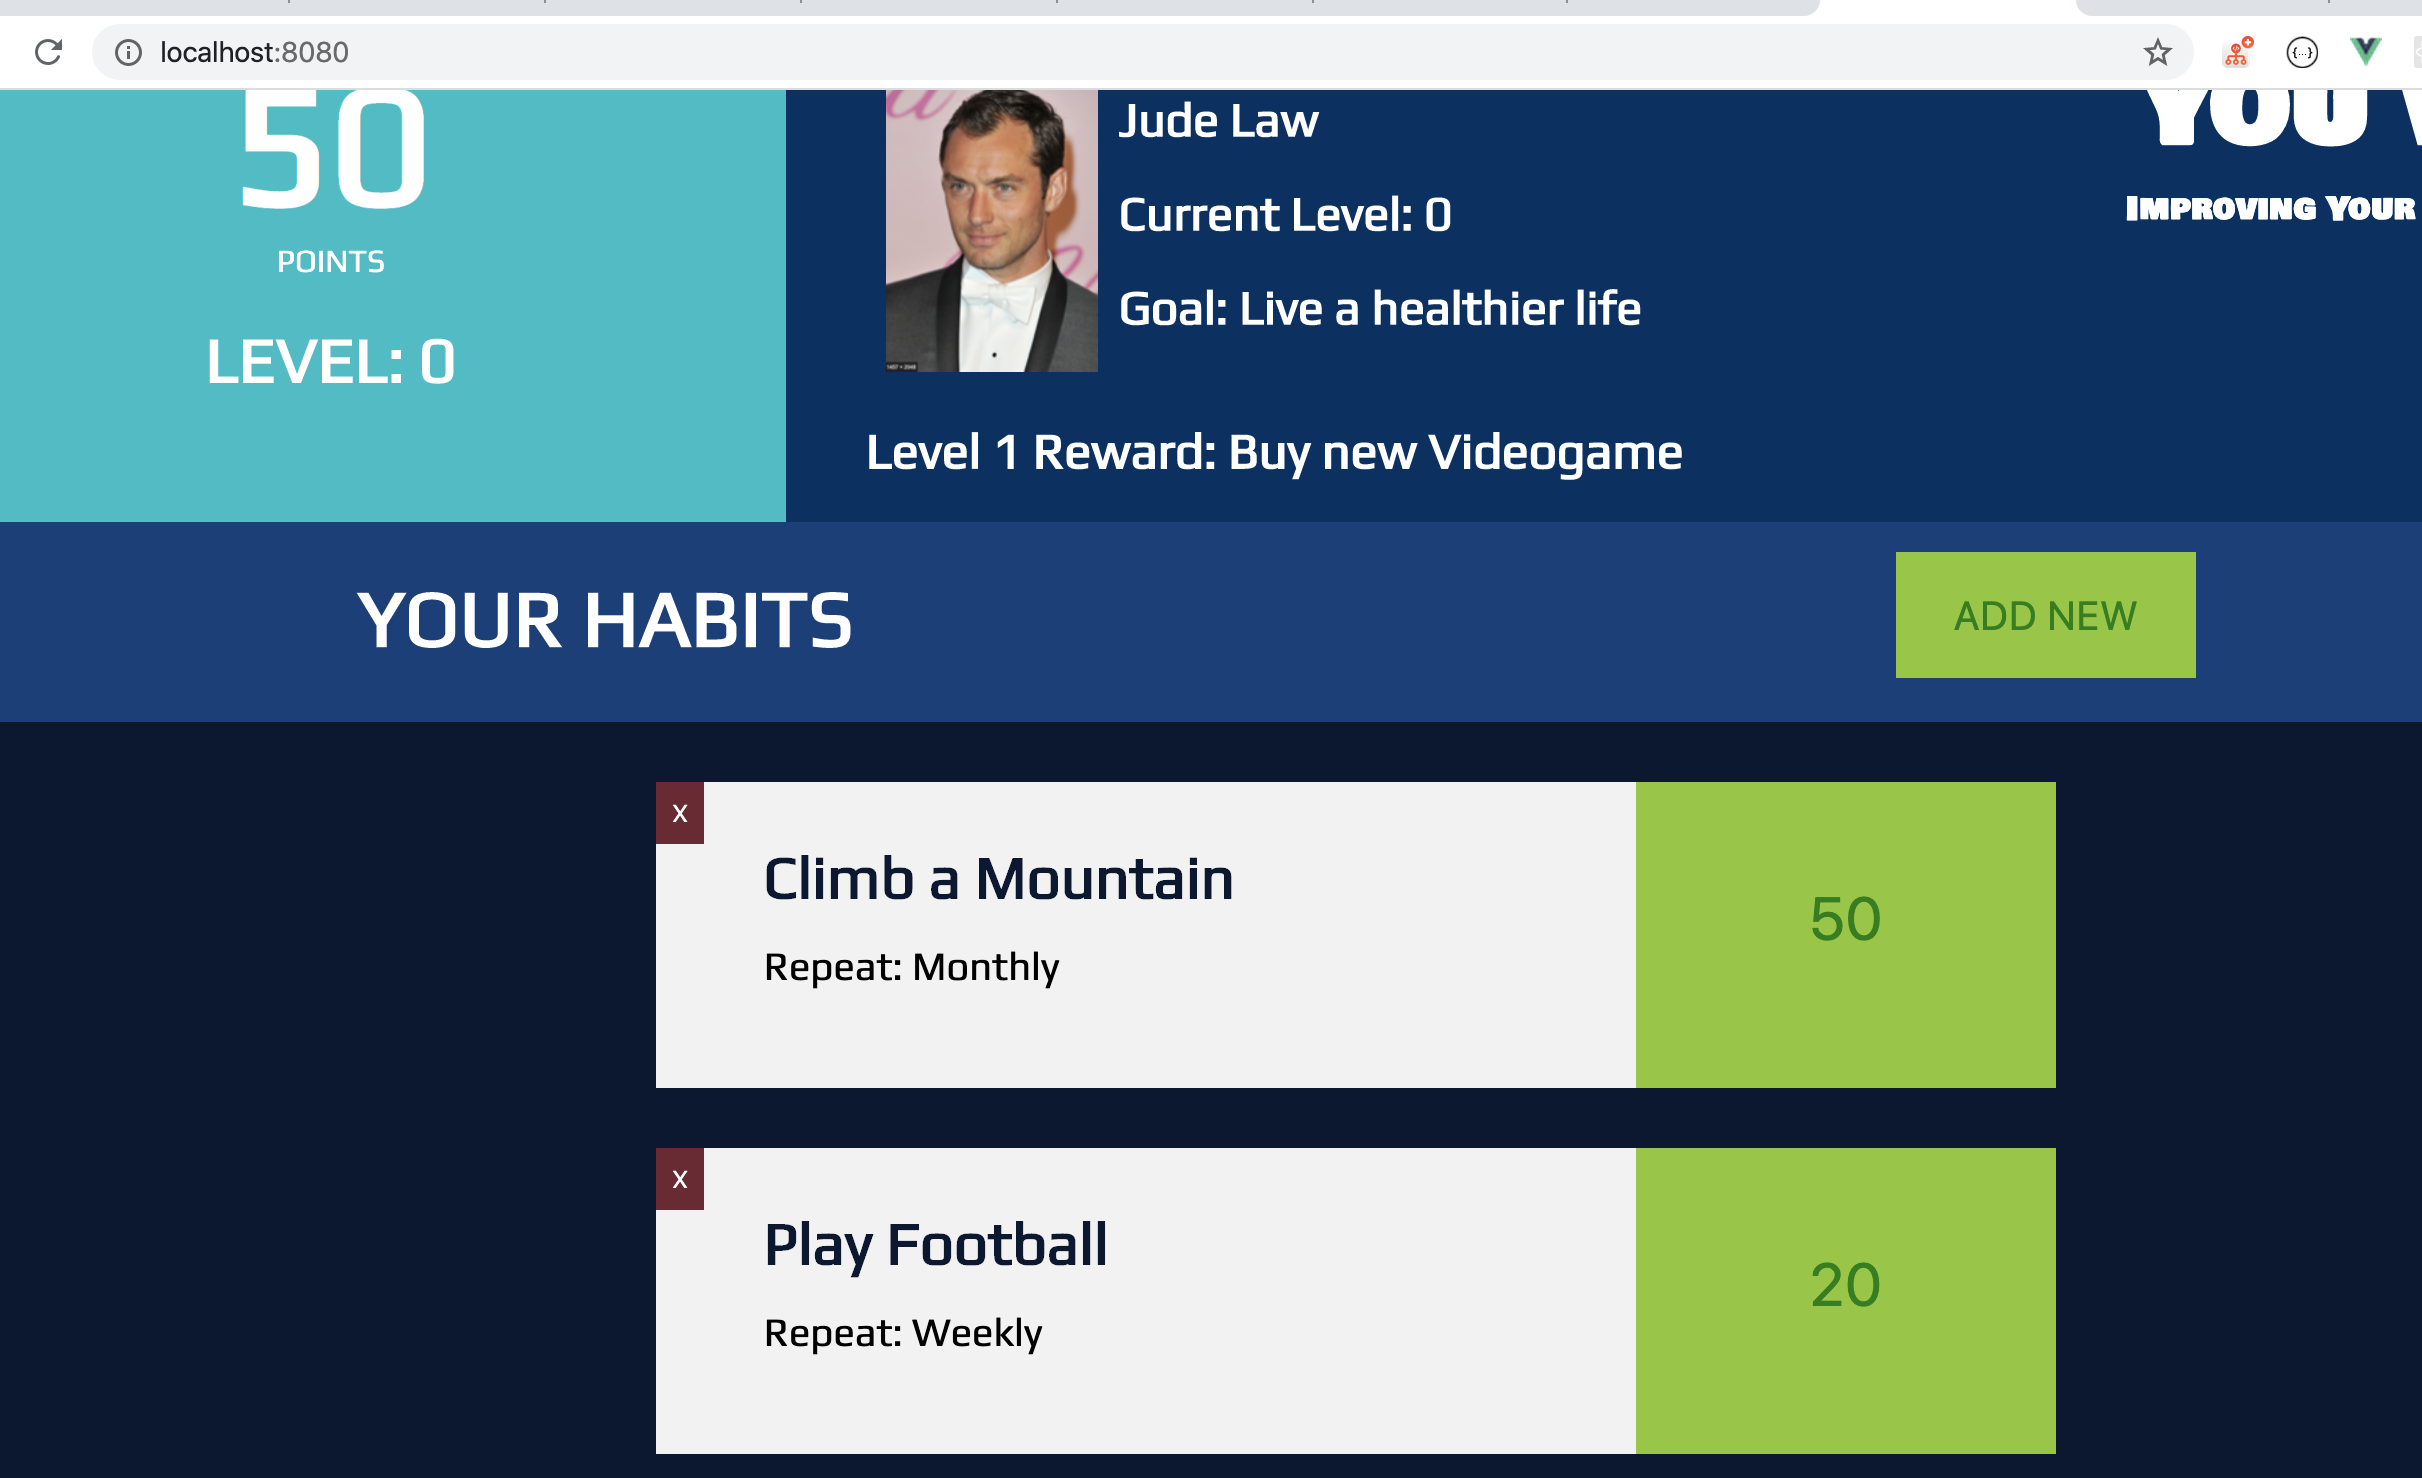 localhost:8080
50
POINTS
LEVEL: 0
Jude Law
Current Level: 0
Goal: Live a healthier life
Level 1 Reward: Buy new Videogame
YOU
IMPROVING YOUR
YOUR HABITS
ADD NEW
x
Climb a Mountain
Repeat: Monthly
50
x
Play Football
Repeat: Weekly
20